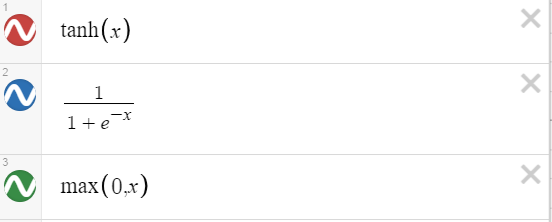 1
tanh(x)
2
1
1 + e^{-x}
3
max(0,x)